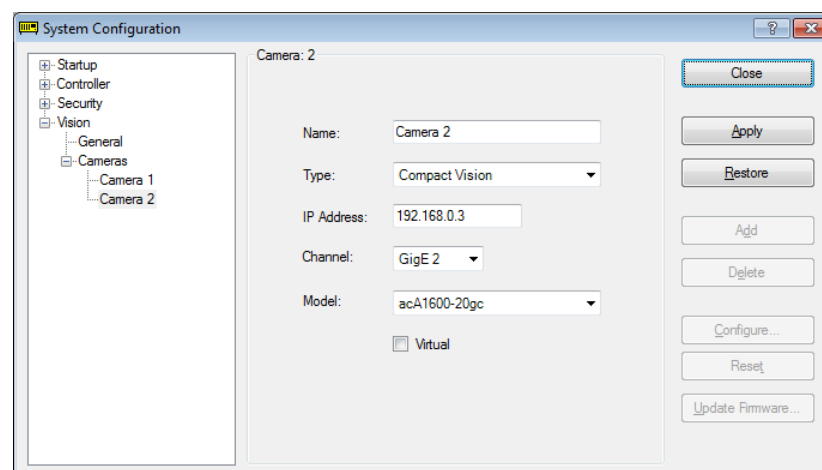 System Configuration
Startup
Controller
Security
Vision
General
Cameras
Camera 1
Camera 2
Camera: 2
Name: Camera 2
Type: Compact Vision
IP Address: 192.168.0.3
Channel: GigE 2
Model: acA1600-20gc
Virtual
Close
Apply
Restore
Add
Delete
Configure...
Reset
Update Firmware...